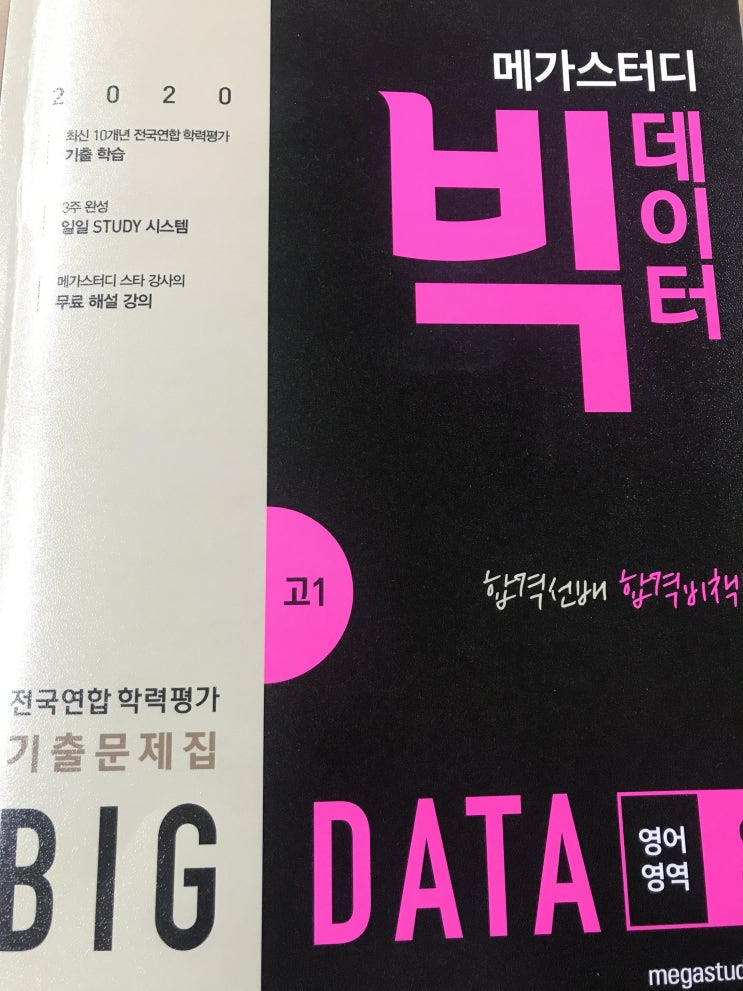 2020
최신 10개년 전국연합 학력평가
기출 학습
3주 완성
일일 STUDY 시스템
메가스터디 스타 강사의
무료 해설 강의
메가스터디
빅
데이터
고1
합격선배 합격비책
전국연합 학력평가
기출문제집
BIG DATA
영어
영역
megastud